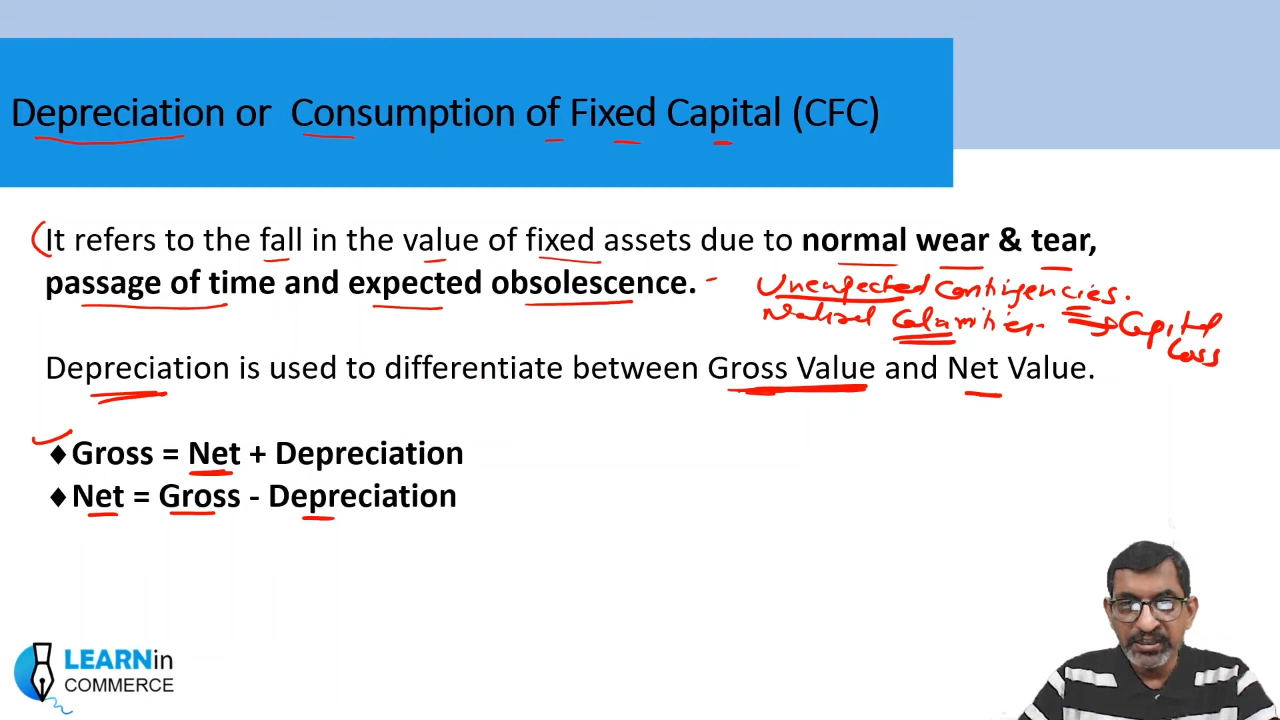 Depreciation or Consumption of Fixed Capital (CFC)
It refers to the fall in the value of fixed assets due to normal wear & tear,
passage of time and expected obsolescence. -
Unexpected Contingencies.
Natural Calamities. ⇒ Capital
Loss
Depreciation is used to differentiate between Gross Value and Net Value.
♦Gross = Net + Depreciation
♦Net = Gross - Depreciation
LEARNin
COMMERCE